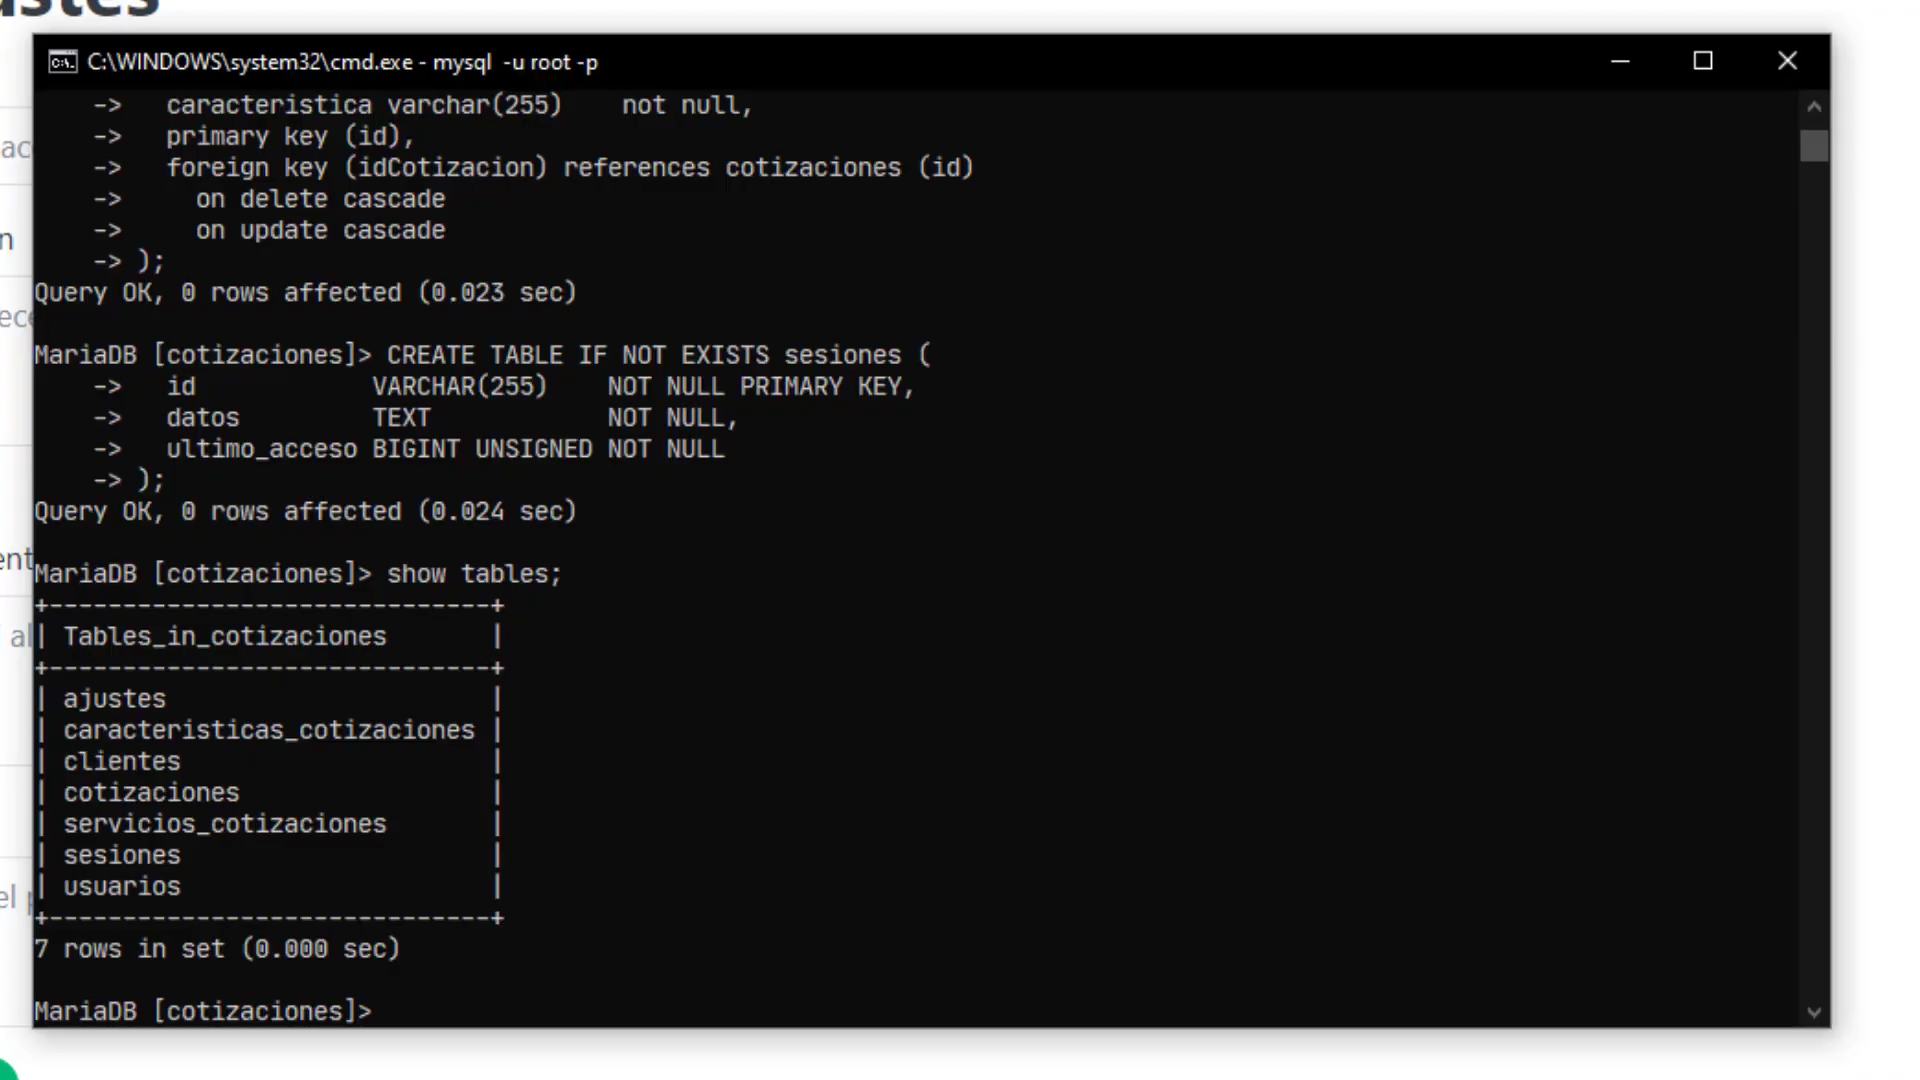 C:\WINDOWS\system32\cmd.exe - mysql  -u root -p
    ->   caracteristica varchar(255)    not null,
    ->   primary key (id),
    ->   foreign key (idCotizacion) references cotizaciones (id)
    ->     on delete cascade
    ->     on update cascade
    -> );
Query OK, 0 rows affected (0.023 sec)
MariaDB [cotizaciones]> CREATE TABLE IF NOT EXISTS sesiones (
    ->   id            VARCHAR(255)    NOT NULL PRIMARY KEY,
    ->   datos         TEXT            NOT NULL,
    ->   ultimo_acceso BIGINT UNSIGNED NOT NULL
    -> );
Query OK, 0 rows affected (0.024 sec)
MariaDB [cotizaciones]> show tables;
+------------------------------+
| Tables_in_cotizaciones       |
+------------------------------+
| ajustes                      |
| caracteristicas_cotizaciones |
| clientes                     |
| cotizaciones                 |
| servicios_cotizaciones       |
| sesiones                     |
| usuarios                     |
+------------------------------+
7 rows in set (0.000 sec)
MariaDB [cotizaciones]>